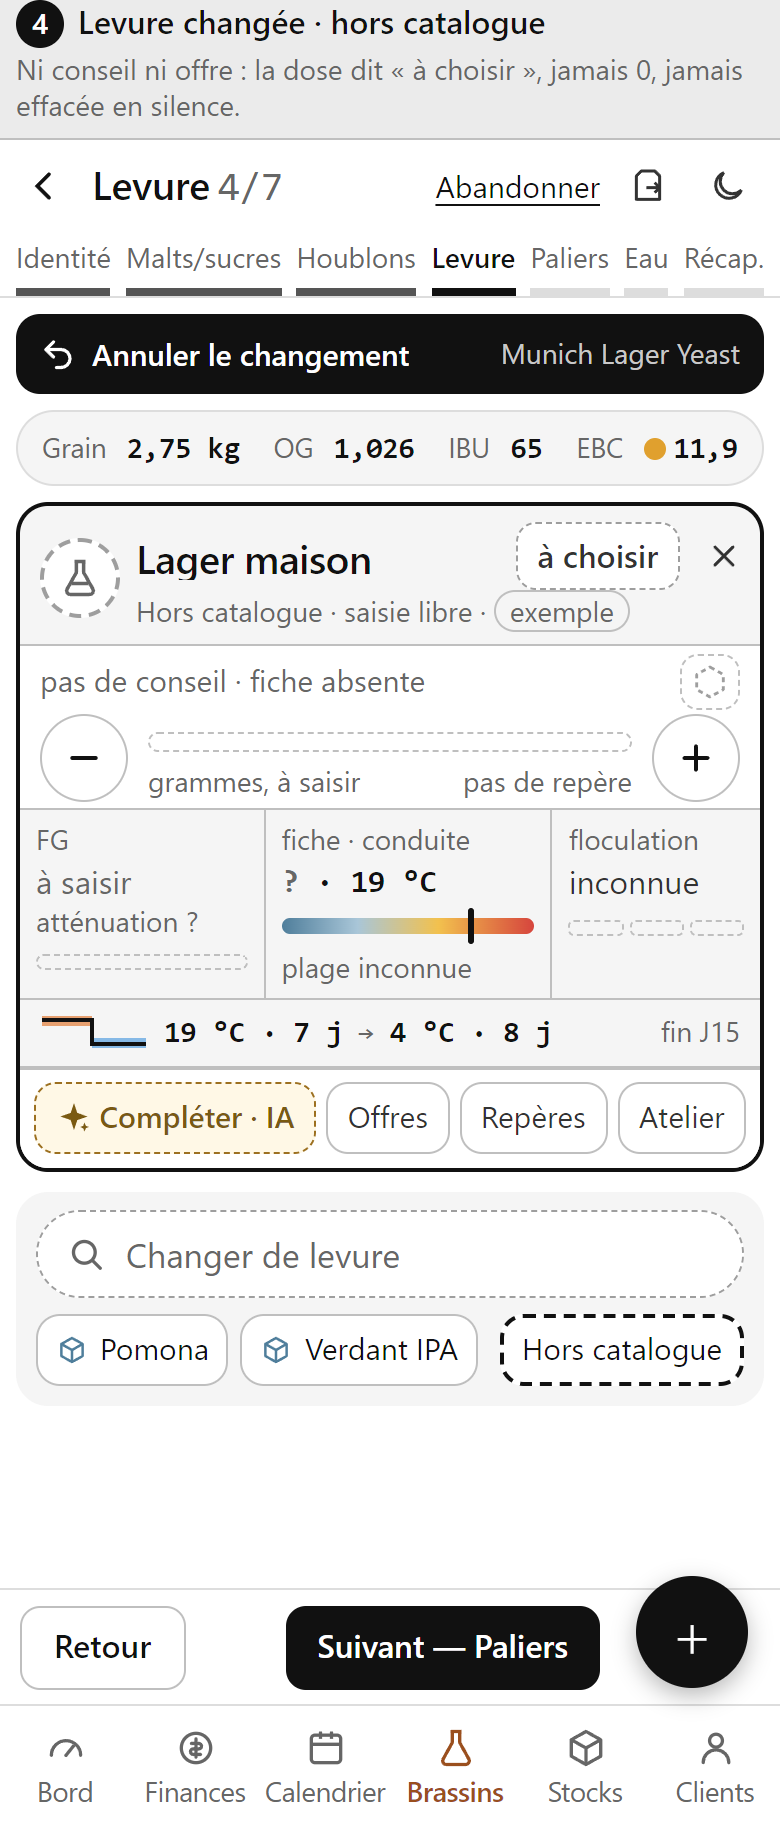 4 Levure changée · hors catalogue
Ni conseil ni offre : la dose dit « à choisir », jamais 0, jamais
effacée en silence.
Levure 4/7 Abandonner
Identité Malts/sucres Houblons Levure Paliers Eau Récap.
Annuler le changement Munich Lager Yeast
Grain 2,75 kg OG 1,026 IBU 65 EBC 11,9
Lager maison à choisir
Hors catalogue · saisie libre · exemple
pas de conseil · fiche absente
grammes, à saisir pas de repère
FG fiche · conduite floculation
à saisir ? · 19 °C inconnue
atténuation ?
plage inconnue
19 °C · 7 j → 4 °C · 8 j fin J15
Compléter · IA Offres Repères Atelier
Changer de levure
Pomona Verdant IPA Hors catalogue
Retour Suivant — Paliers
Bord Finances Calendrier Brassins Stocks Clients